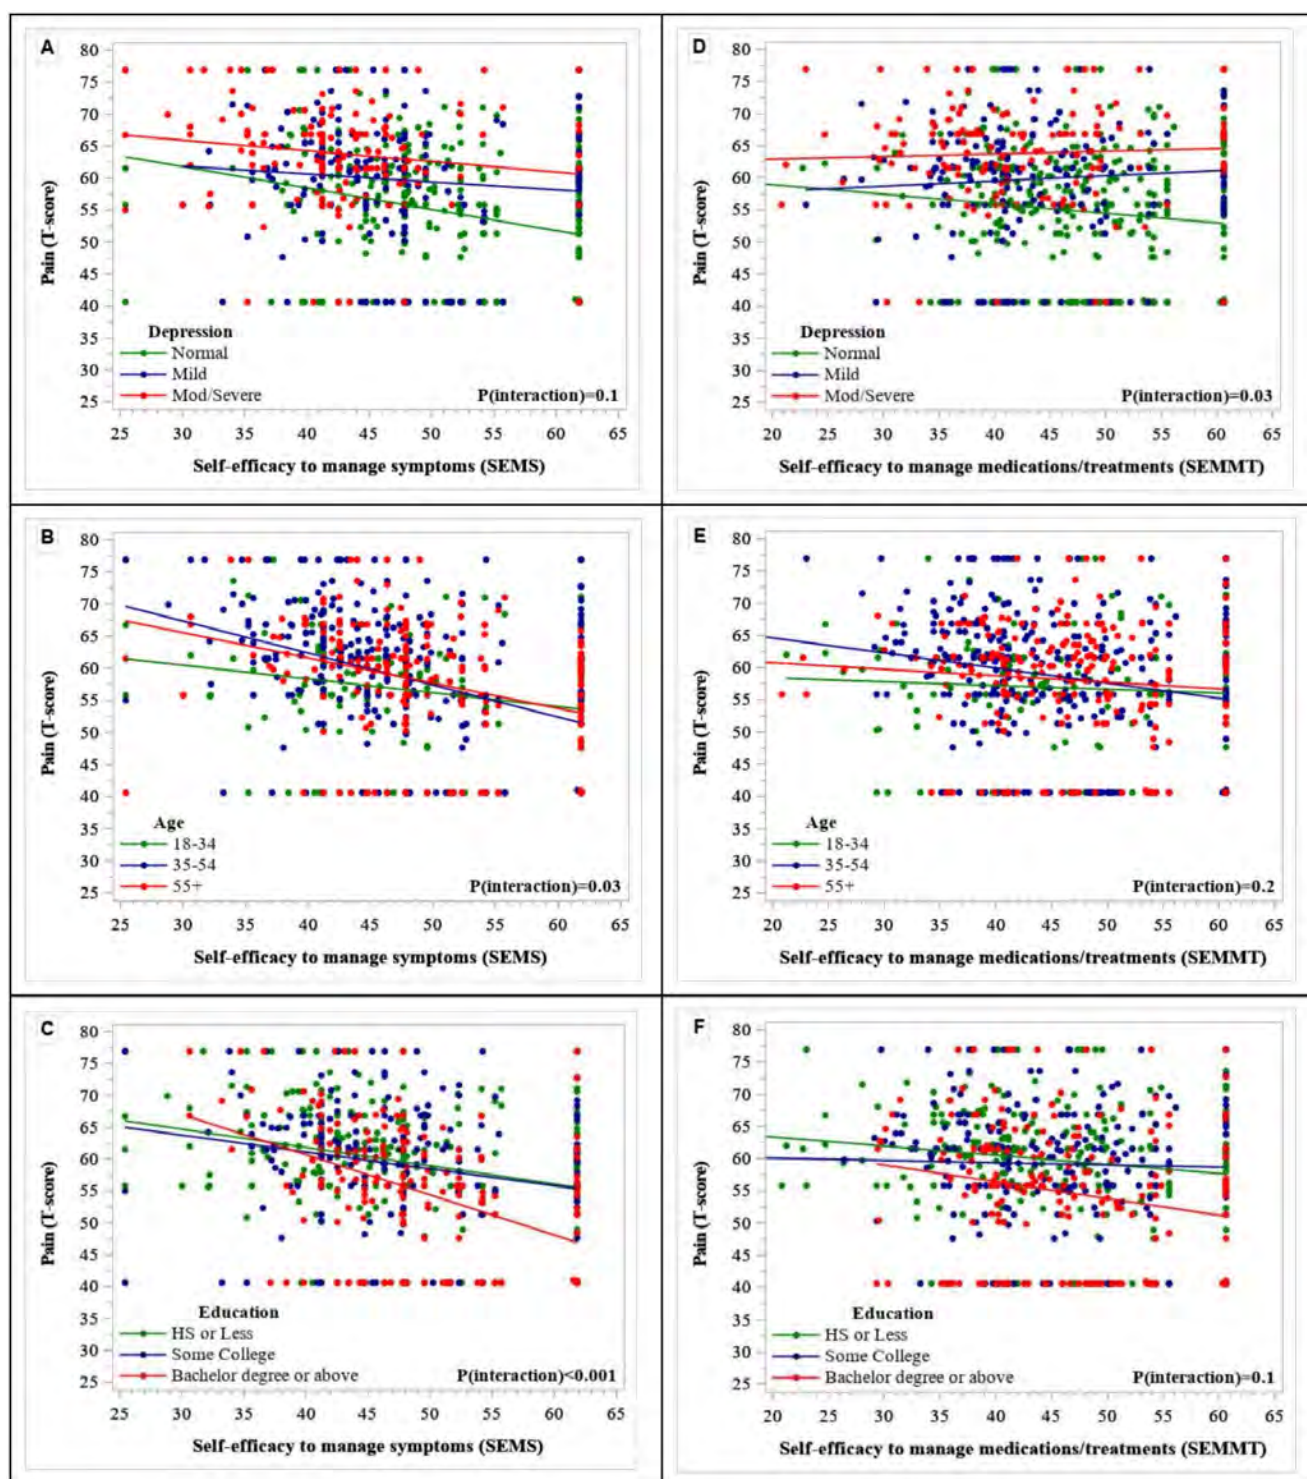 A
80
75
70
65
60
55
50
45
40
35
30
25
Pain (T-score)
Depression
Normal
Mild
Mod/Severe
P(interaction)=0.1
25 30 35 40 45 50 55 60 65
Self-efficacy to manage symptoms (SEMS)
D
80
75
70
65
60
55
50
45
40
35
30
25
Pain (T-score)
Depression
Normal
Mild
Mod/Severe
P(interaction)=0.03
20 25 30 35 40 45 50 55 60 65
Self-efficacy to manage medications/treatments (SEMMT)
B
80
75
70
65
60
55
50
45
40
35
30
25
Pain (T-score)
Age
18-34
35-54
55+
P(interaction)=0.03
25 30 35 40 45 50 55 60 65
Self-efficacy to manage symptoms (SEMS)
E
80
75
70
65
60
55
50
45
40
35
30
25
Pain (T-score)
Age
18-34
35-54
55+
P(interaction)=0.2
20 25 30 35 40 45 50 55 60 65
Self-efficacy to manage medications/treatments (SEMMT)
C
80
75
70
65
60
55
50
45
40
35
30
25
Pain (T-score)
Education
HS or Less
Some College
Bachelor degree or above
P(interaction)<0.001
25 30 35 40 45 50 55 60 65
Self-efficacy to manage symptoms (SEMS)
F
80
75
70
65
60
55
50
45
40
35
30
25
Pain (T-score)
Education
HS or Less
Some College
Bachelor degree or above
P(interaction)=0.1
20 25 30 35 40 45 50 55 60 65
Self-efficacy to manage medications/treatments (SEMMT)